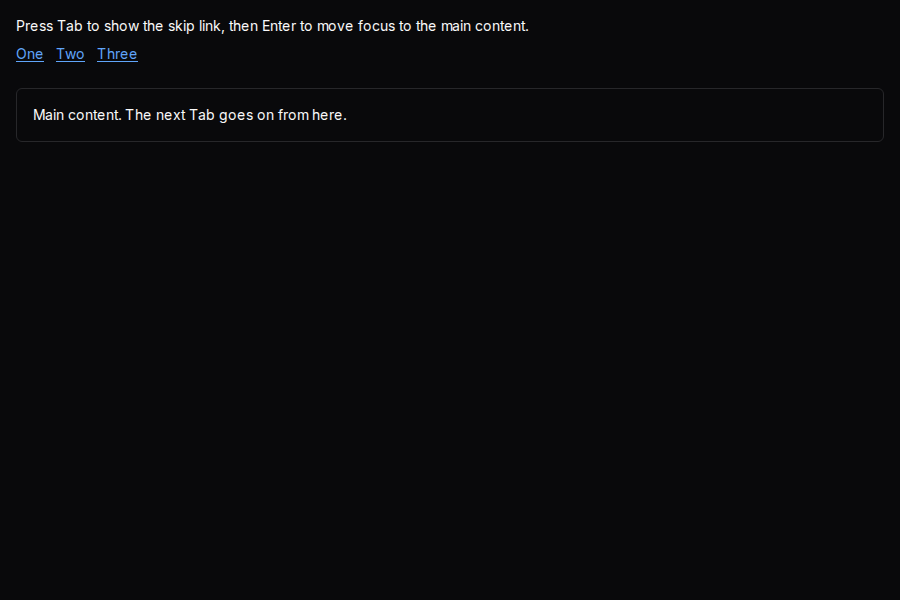 Press Tab to show the skip link, then Enter to move focus to the main content.
One Two Three
Main content. The next Tab goes on from here.